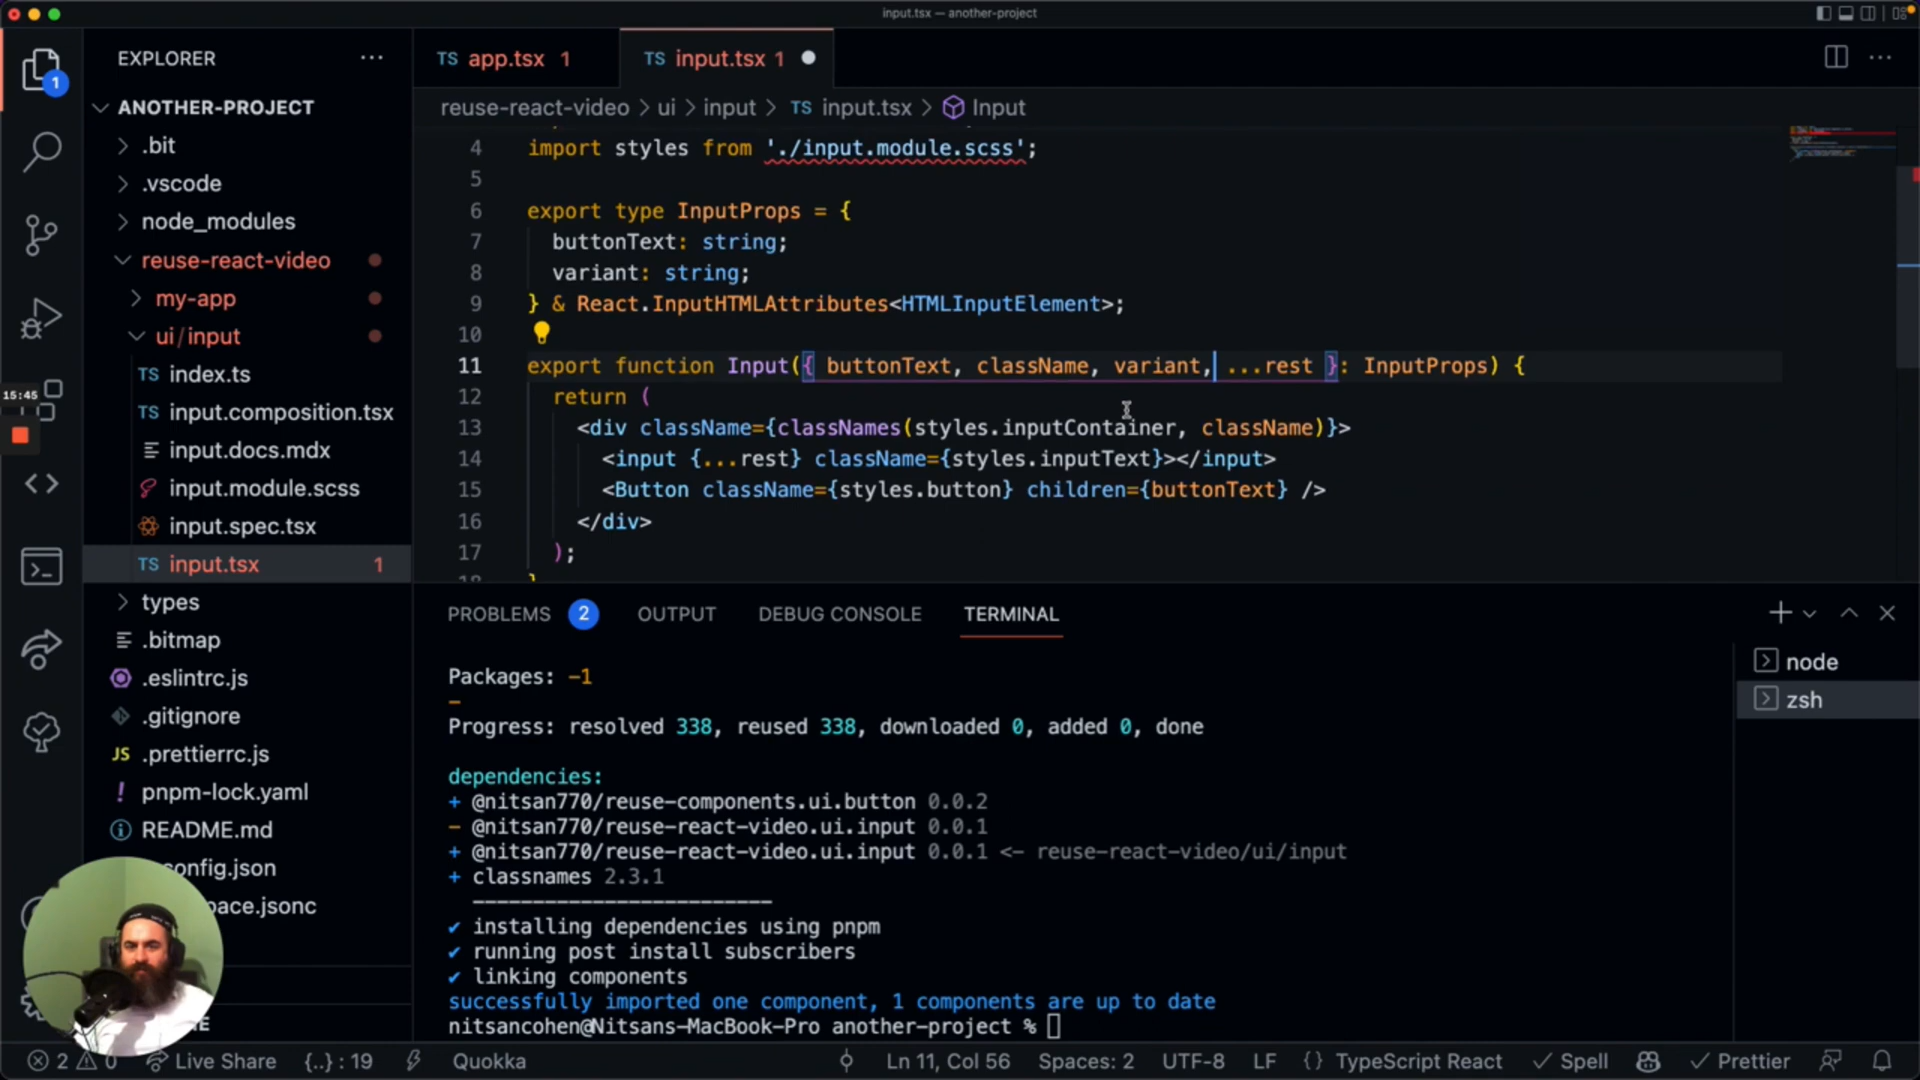 input.tsx — another-project
EXPLORER
ANOTHER-PROJECT
.bit
.vscode
node_modules
reuse-react-video
my-app
ui/input
TS index.ts
TS input.composition.tsx
input.docs.mdx
input.module.scss
input.spec.tsx
TS input.tsx 1
types
.bitmap
.eslintrc.js
.gitignore
JS .prettierrc.js
! pnpm-lock.yaml
README.md
config.json
pace.jsonc
1
15:45
TS app.tsx 1
TS input.tsx 1
reuse-react-video > ui > input > TS input.tsx > Input
4 import styles from './input.module.scss';
5
6 export type InputProps = {
7 buttonText: string;
8 variant: string;
9 } & React.InputHTMLAttributes<HTMLInputElement>;
10
11 export function Input({ buttonText, className, variant, ...rest }: InputProps) {
12 return (
13 <div className={classNames(styles.inputContainer, className)}>
14 <input {...rest} className={styles.inputText}></input>
15 <Button className={styles.button} children={buttonText} />
16 </div>
17 );
18 }
PROBLEMS 2 OUTPUT DEBUG CONSOLE TERMINAL
Packages: -1
-
Progress: resolved 338, reused 338, downloaded 0, added 0, done
dependencies:
+ @nitsan770/reuse-components.ui.button 0.0.2
- @nitsan770/reuse-react-video.ui.input 0.0.1
+ @nitsan770/reuse-react-video.ui.input 0.0.1 <- reuse-react-video/ui/input
+ classnames 2.3.1
-------------------------
✔ installing dependencies using pnpm
✔ running post install subscribers
✔ linking components
successfully imported one component, 1 components are up to date
nitsancohen@Nitsans-MacBook-Pro another-project %
node
zsh
2 0 Live Share {..} : 19 Quokka Ln 11, Col 56 Spaces: 2 UTF-8 LF {} TypeScript React ✓ Spell ✓ Prettier